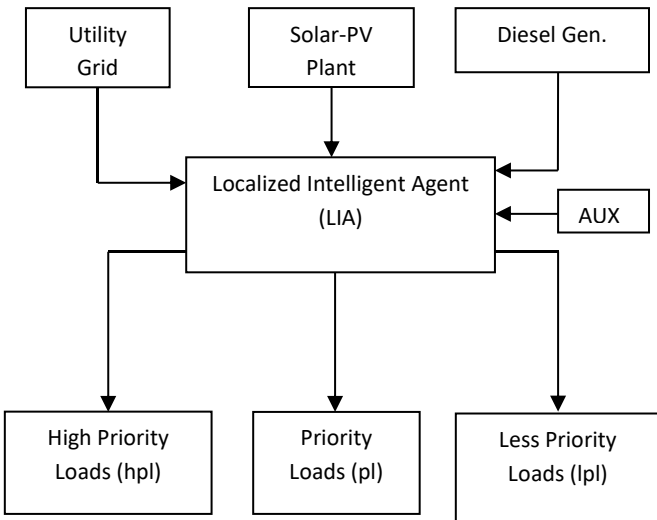 Utility
Grid
Solar-PV
Plant
Diesel Gen.
Localized Intelligent Agent
(LIA)
AUX
High Priority
Loads (hpl)
Priority
Loads (pl)
Less Priority
Loads (lpl)